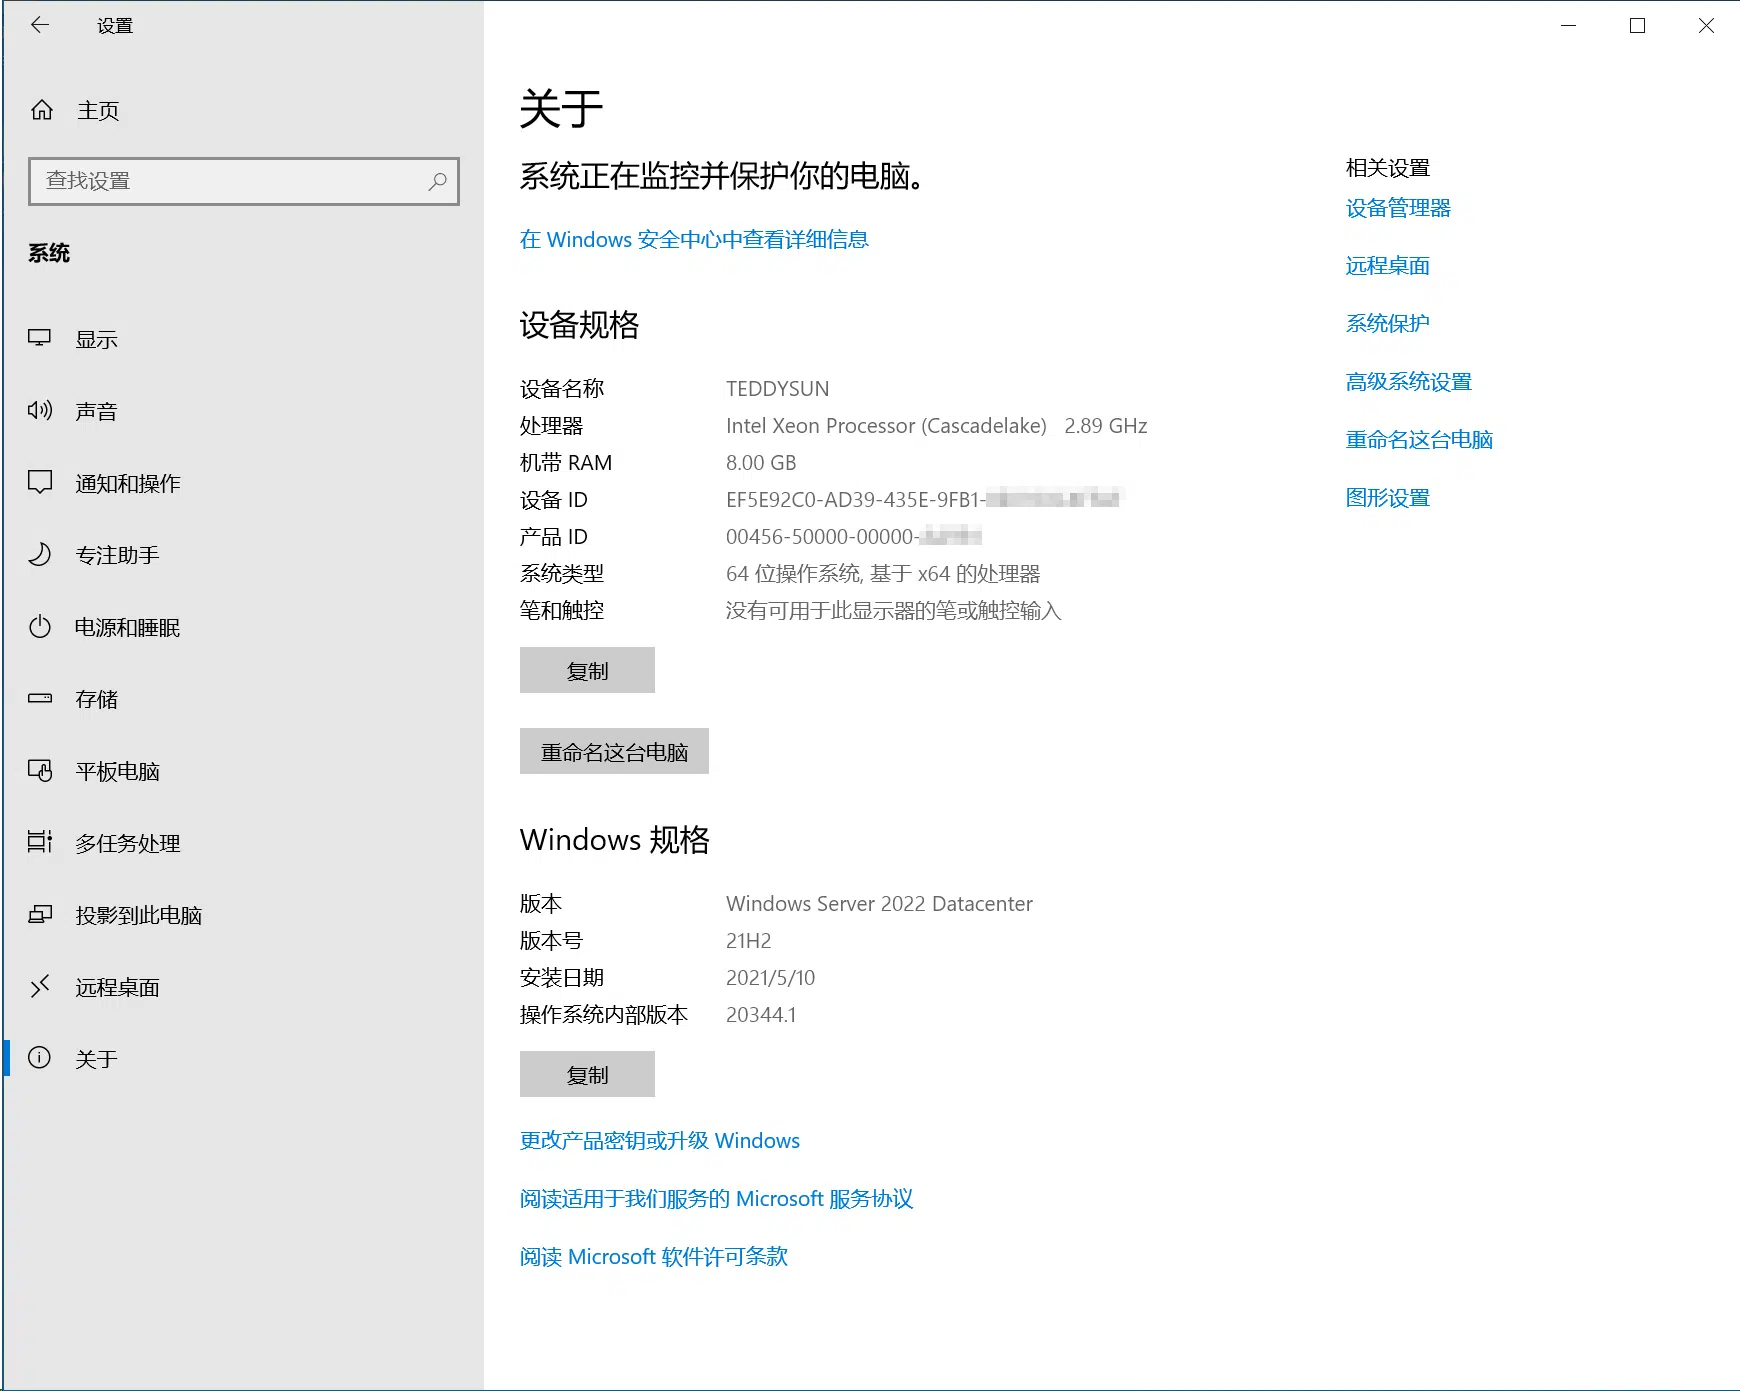 设置
主页
查找设置
系统
显示
声音
通知和操作
专注助手
电源和睡眠
存储
平板电脑
多任务处理
投影到此电脑
远程桌面
关于
关于
系统正在监控并保护你的电脑。
在 Windows 安全中心中查看详细信息
设备规格
设备名称 TEDDYSUN
处理器 Intel Xeon Processor (Cascadelake) 2.89 GHz
机带 RAM 8.00 GB
设备 ID EF5E92C0-AD39-435E-9FB1-
产品 ID 00456-50000-00000-
系统类型 64 位操作系统, 基于 x64 的处理器
笔和触控 没有可用于此显示器的笔或触控输入
复制
重命名这台电脑
Windows 规格
版本 Windows Server 2022 Datacenter
版本号 21H2
安装日期 2021/5/10
操作系统内部版本 20344.1
复制
更改产品密钥或升级 Windows
阅读适用于我们服务的 Microsoft 服务协议
阅读 Microsoft 软件许可条款
相关设置
设备管理器
远程桌面
系统保护
高级系统设置
重命名这台电脑
图形设置